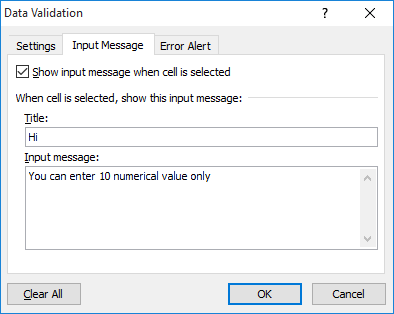 Data Validation
?
Settings
Input Message
Error Alert
Show input message when cell is selected
When cell is selected, show this input message:
Title:
Hi
Input message:
You can enter 10 numerical value only
Clear All
OK
Cancel